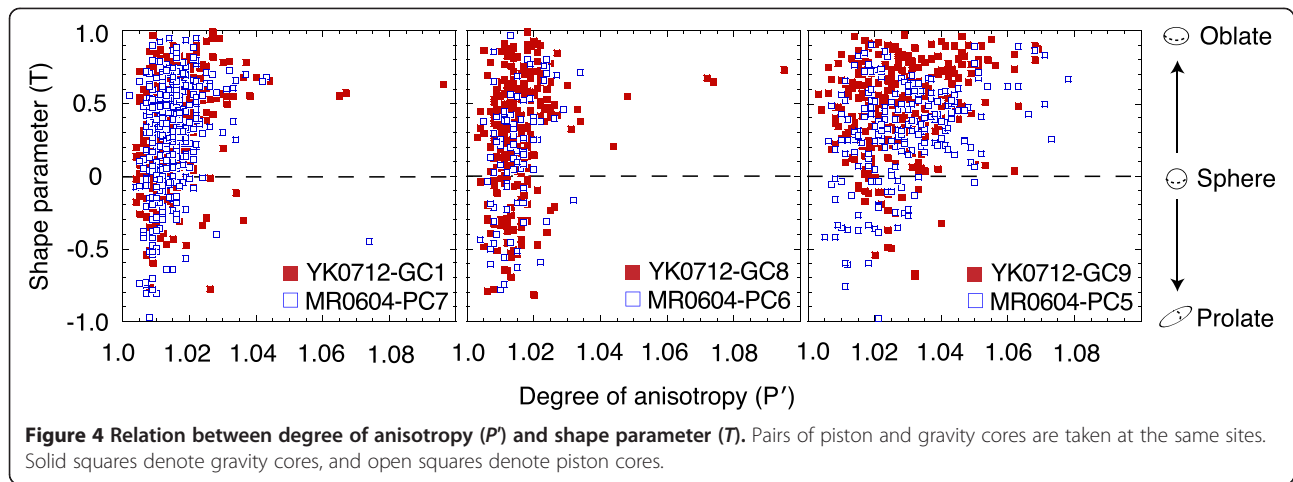 1.0
0.5
0
-0.5
-1.0
Shape parameter (T)
YK0712-GC1
MR0604-PC7
YK0712-GC8
MR0604-PC6
YK0712-GC9
MR0604-PC5
Oblate
Sphere
Prolate
1.0 1.02 1.04 1.06 1.08 1.0 1.02 1.04 1.06 1.08 1.0 1.02 1.04 1.06 1.08
Degree of anisotropy (P′)
Figure 4 Relation between degree of anisotropy (P′) and shape parameter (T). Pairs of piston and gravity cores are taken at the same sites.
Solid squares denote gravity cores, and open squares denote piston cores.